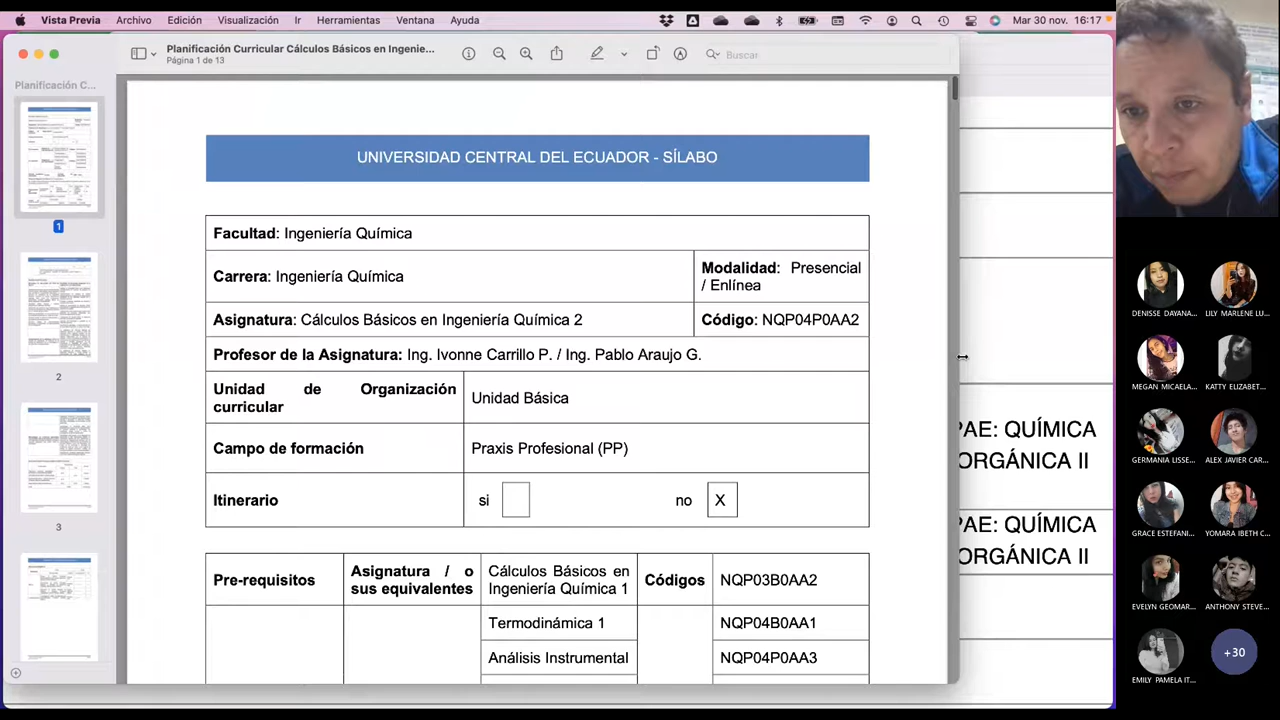 Vista Previa Archivo Edición Visualización Ir Herramientas Ventana Ayuda Mar 30 nov. 16:17
Planificación Curricular Cálculos Básicos en Ingenie...
Página 1 de 13
Buscar
Planificación C...
1
2
3
UNIVERSIDAD CENTRAL DEL ECUADOR - SÍLABO
Facultad: Ingeniería Química
Carrera: Ingeniería Química
Modalidad: Presencial
/ Enlínea
Asignatura: Cálculos Básicos en Ingeniería Química 2
Código: NQP04P0AA2
Profesor de la Asignatura: Ing. Ivonne Carrillo P. / Ing. Pablo Araujo G.
Unidad de Organización
curricular
Unidad Básica
Campo de formación
Praxis Profesional (PP)
Itinerario
si
no X
Pre-requisitos
Asignatura / o
sus equivalentes
Cálculos Básicos en
Ingeniería Química 1
Códigos
NQP03B0AA2
Termodinámica 1
NQP04B0AA1
Análisis Instrumental
NQP04P0AA3
PAE: QUÍMICA
ORGÁNICA II
PAE: QUÍMICA
ORGÁNICA II
DENISSE DAYANA...
LILY MARLENE LU...
MEGAN MICAELA...
KATTY ELIZABET...
GERMANIA LISSE...
ALEX JAVIER CAR...
GRACE ESTEFANI...
YOMARA IBETH C...
EVELYN GEOMAR...
ANTHONY STEVE...
EMILY PAMELA IT...
+30